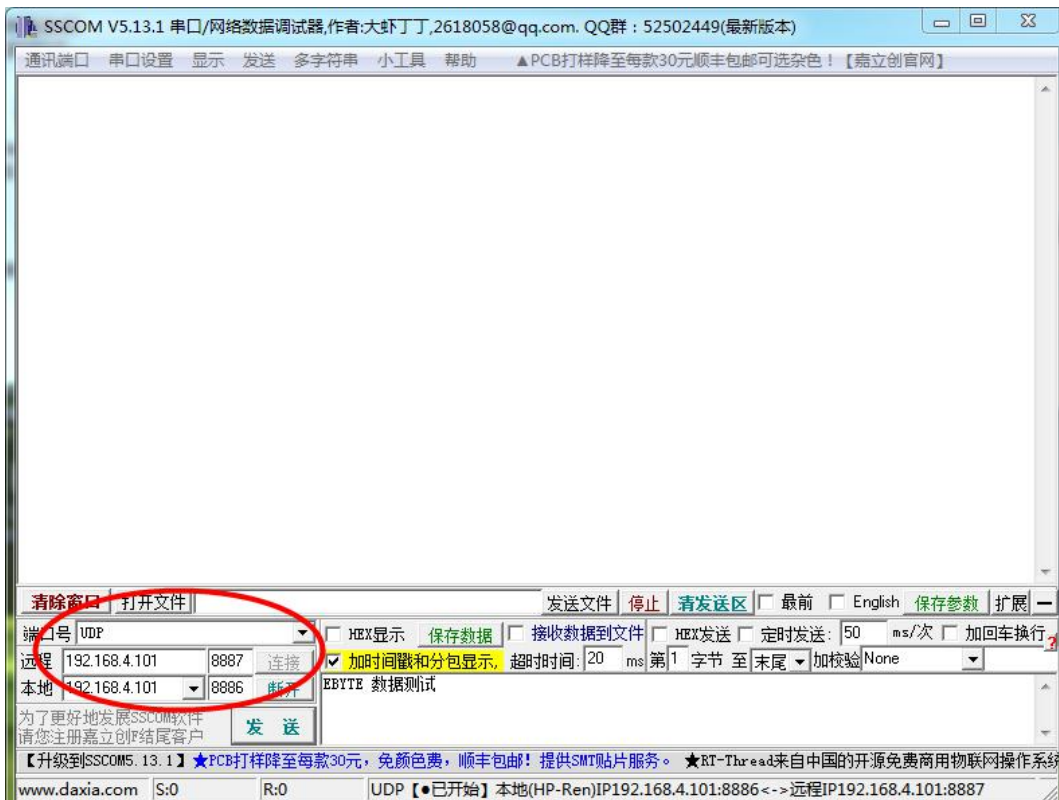 SSCOM V5.13.1 串口/网络数据调试器,作者:大虾丁丁,2618058@qq.com. QQ群：52502449(最新版本)
通讯端口 串口设置 显示 发送 多字符串 小工具 帮助 ▲PCB打样降至每款30元顺丰包邮可选杂色！【嘉立创官网】
清除窗口 打开文件 发送文件 停止 清发送区 最前 English 保存参数 扩展 —
端口号 UDP HEX显示 保存数据 接收数据到文件 HEX发送 定时发送: 50 ms/次 加回车换行 ?
远程 192.168.4.101 8887 连接 加时间戳和分包显示, 超时时间: 20 ms 第 1 字节 至 末尾 加校验 None
本地 192.168.4.101 8886 断开 EBYTE 数据测试
为了更好地发展SSCOM软件
请您注册嘉立创F结尾客户
发 送
【升级到SSCOM5.13.1】★PCB打样降至每款30元，免颜色费，顺丰包邮！提供SMT贴片服务。 ★RT-Thread来自中国的开源免费商用物联网操作系统
www.daxia.com S:0 R:0 UDP【●已开始】本地(HP-Ren)IP192.168.4.101:8886<->远程IP192.168.4.101:8887